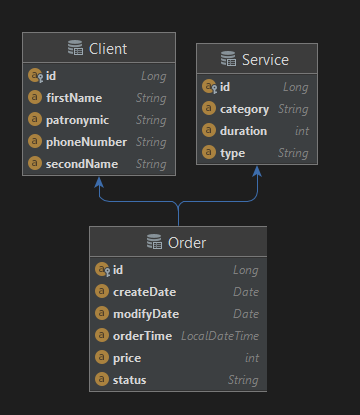 Client
id Long
firstName String
patronymic String
phoneNumber String
secondName String
Service
id Long
category String
duration int
type String
Order
id Long
createDate Date
modifyDate Date
orderTime LocalDateTime
price int
status String